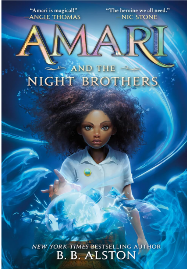 "Amari is magical!" "The heroine we all need."
ANGIE THOMAS NIC STONE
AMARI
AND THE
NIGHT BROTHERS
NEW YORK TIMES BESTSELLING AUTHOR
B. B. ALSTON